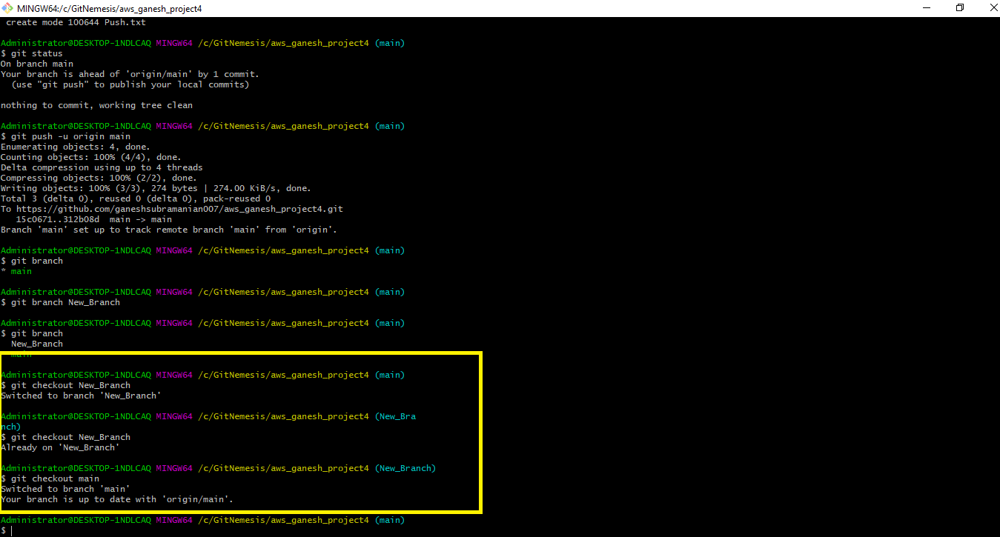 MINGW64:/c/GitNemesis/aws_ganesh_project4
create mode 100644 Push.txt
Administrator@DESKTOP-1NDLCAQ MINGW64 /c/GitNemesis/aws_ganesh_project4 (main)
$ git status
On branch main
Your branch is ahead of 'origin/main' by 1 commit.
(use "git push" to publish your local commits)
nothing to commit, working tree clean
Administrator@DESKTOP-1NDLCAQ MINGW64 /c/GitNemesis/aws_ganesh_project4 (main)
$ git push -u origin main
Enumerating objects: 4, done.
Counting objects: 100% (4/4), done.
Delta compression using up to 4 threads
Compressing objects: 100% (2/2), done.
Writing objects: 100% (3/3), 274 bytes | 274.00 KiB/s, done.
Total 3 (delta 0), reused 0 (delta 0), pack-reused 0
To https://github.com/ganeshsubramanian007/aws_ganesh_project4.git
15c0671..312b08d  main -> main
Branch 'main' set up to track remote branch 'main' from 'origin'.
Administrator@DESKTOP-1NDLCAQ MINGW64 /c/GitNemesis/aws_ganesh_project4 (main)
$ git branch
* main
Administrator@DESKTOP-1NDLCAQ MINGW64 /c/GitNemesis/aws_ganesh_project4 (main)
$ git branch New_Branch
Administrator@DESKTOP-1NDLCAQ MINGW64 /c/GitNemesis/aws_ganesh_project4 (main)
$ git branch
New_Branch
main
Administrator@DESKTOP-1NDLCAQ MINGW64 /c/GitNemesis/aws_ganesh_project4 (main)
$ git checkout New_Branch
Switched to branch 'New_Branch'
Administrator@DESKTOP-1NDLCAQ MINGW64 /c/GitNemesis/aws_ganesh_project4 (New_Bra
nch)
$ git checkout New_Branch
Already on 'New_Branch'
Administrator@DESKTOP-1NDLCAQ MINGW64 /c/GitNemesis/aws_ganesh_project4 (New_Branch)
$ git checkout main
Switched to branch 'main'
Your branch is up to date with 'origin/main'.
Administrator@DESKTOP-1NDLCAQ MINGW64 /c/GitNemesis/aws_ganesh_project4 (main)
$